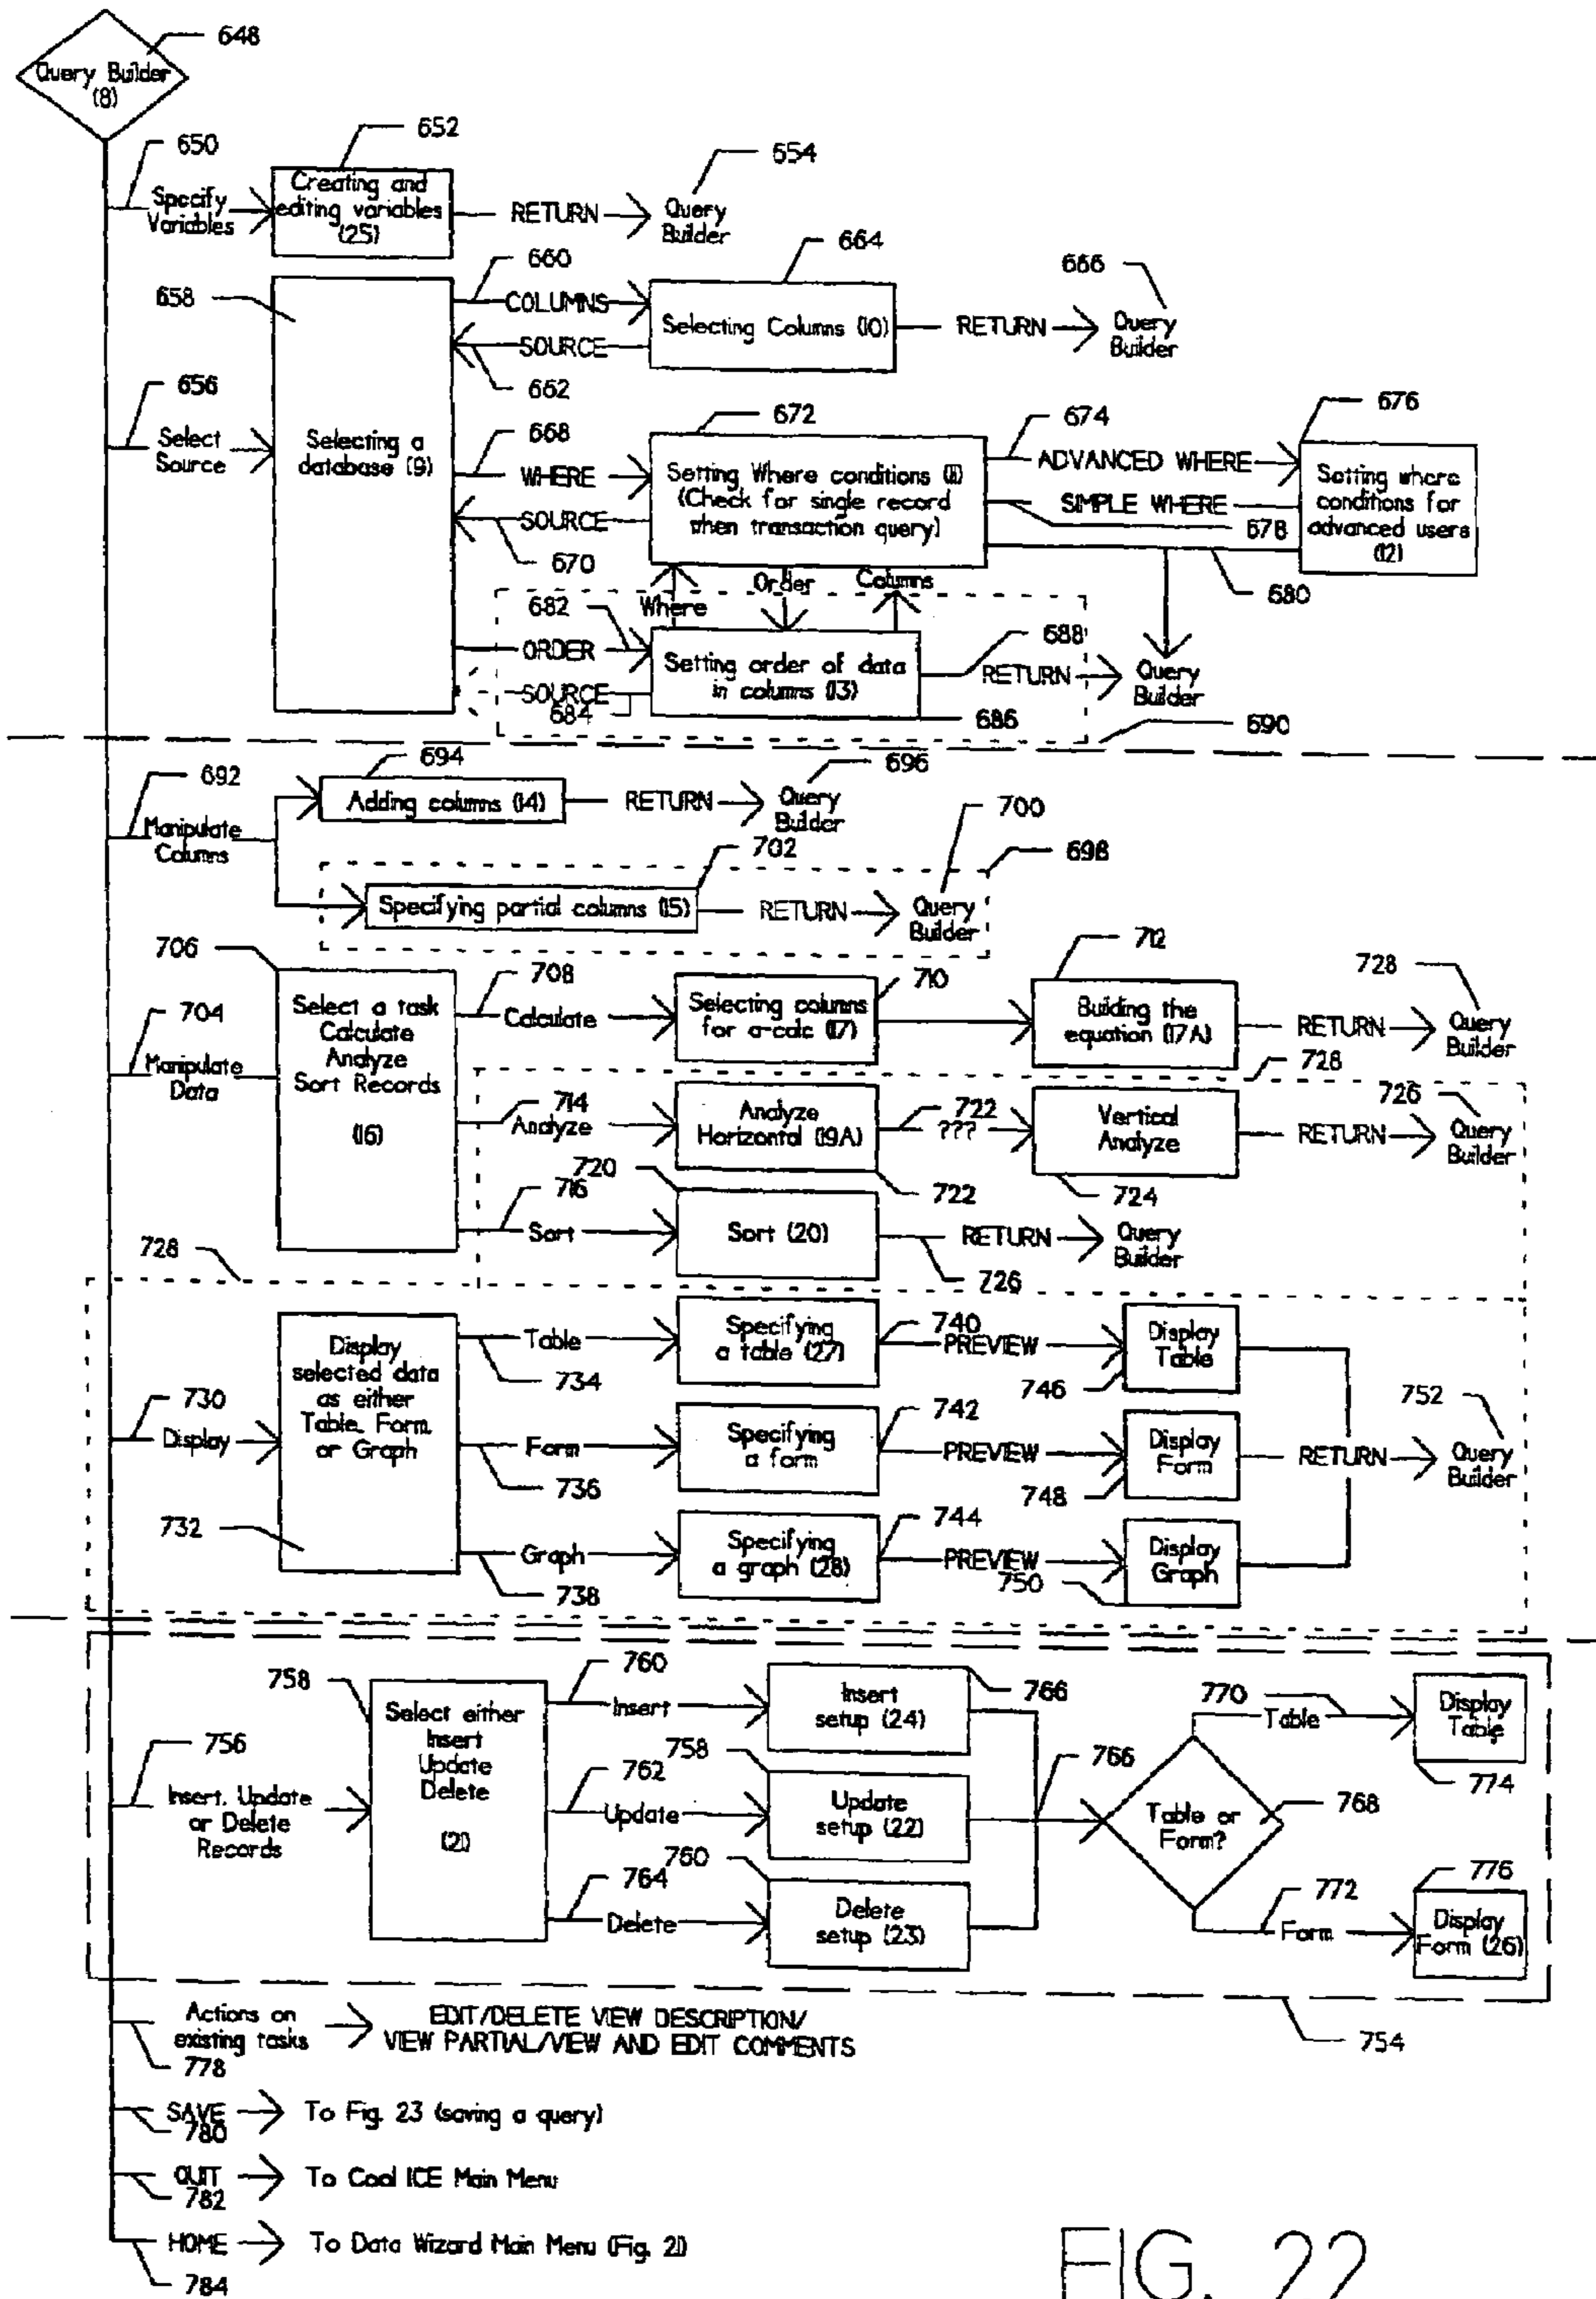 648
Query Builder
(8)
650
652
654
Specify
Variables
Creating and
editing variables
(25)
RETURN
Query
Builder
658
660
664
666
COLUMNS
Selecting Columns (10)
RETURN
Query
Builder
SOURCE
662
656
Select
Source
Selecting a
database (9)
668
672
674
676
WHERE
Setting Where conditions (11)
(Check for single record
when transaction query)
ADVANCED WHERE
SIMPLE WHERE
678
Setting where
conditions for
advanced users
(12)
SOURCE
670
680
Where
Order
Columns
682
688
ORDER
Setting order of data
in columns (13)
RETURN
Query
Builder
SOURCE
684
686
690
692
694
696
Manipulate
Columns
Adding columns (14)
RETURN
Query
Builder
702
700
698
Specifying partial columns (15)
RETURN
Query
Builder
706
704
Manipulate
Data
Select a task
Calculate
Analyze
Sort Records
(16)
708
Calculate
710
Selecting columns
for a-calc (17)
712
Building the
equation (17A)
RETURN
728
Query
Builder
728
714
Analyze
Analyze
Horizontal (19A)
722
???
Vertical
Analyze
RETURN
726
Query
Builder
720
722
724
716
Sort
Sort (20)
RETURN
Query
Builder
726
728
730
Display
Display
selected data
as either
Table, Form,
or Graph
732
Table
734
Specifying
a table (27)
740
PREVIEW
746
Display
Table
Form
736
Specifying
a form
742
PREVIEW
748
Display
Form
RETURN
752
Query
Builder
Graph
738
Specifying
a graph (28)
744
PREVIEW
750
Display
Graph
758
756
Insert, Update
or Delete
Records
Select either
Insert
Update
Delete
(21)
760
Insert
Insert
setup (24)
766
758
762
Update
Update
setup (22)
766
760
764
Delete
Delete
setup (23)
Table or
Form?
768
770
Table
Display
Table
774
772
Form
776
Display
Form (26)
754
Actions on
existing tasks
778
EDIT/DELETE VIEW DESCRIPTION/
VIEW PARTIAL/VIEW AND EDIT COMMENTS
SAVE
780
To Fig. 23 (saving a query)
QUIT
782
To Cool ICE Main Menu
HOME
784
To Data Wizard Main Menu (Fig. 21)
FIG. 22